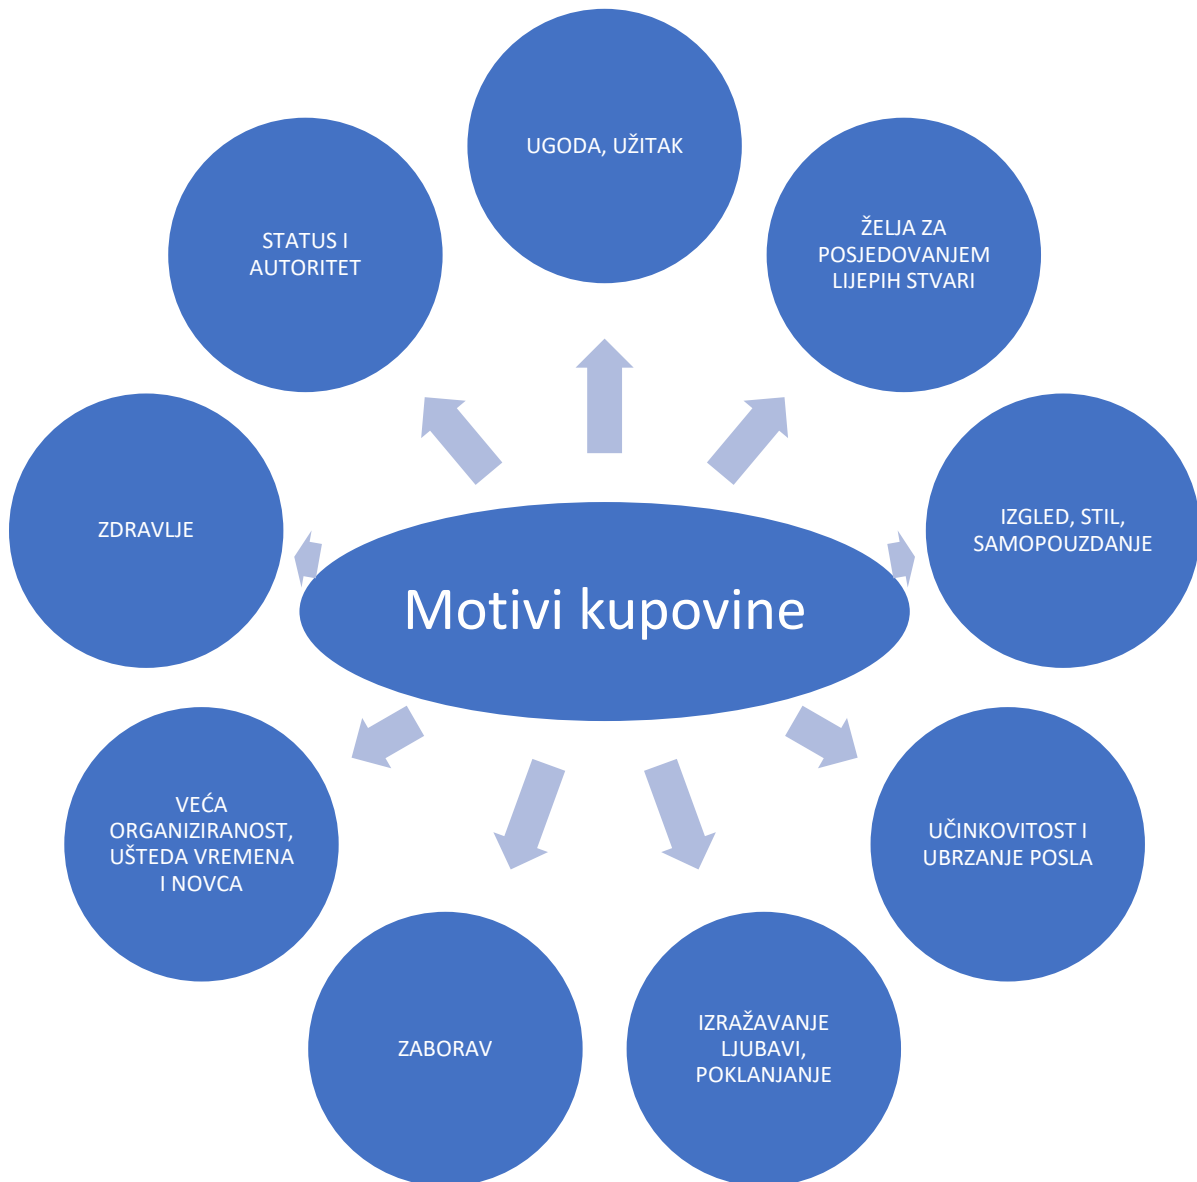 UGODA, UŽITAK
ŽELJA ZA
POSJEDOVANJEM
LIJEPIH STVARI
IZGLED, STIL,
SAMOPOUZDANJE
UČINKOVITOST I
UBRZANJE POSLA
IZRAŽAVANJE
LJUBAVI,
POKLANJANJE
ZABORAV
VEĆA
ORGANIZIRANOST,
UŠTEDA VREMENA
I NOVCA
ZDRAVLJE
STATUS I
AUTORITET
Motivi kupovine